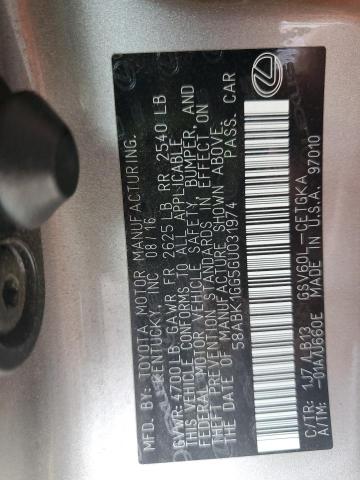 MFD. BY: TOYOTA MOTOR MANUFACTURING.
KENTUCKY, INC 08/16
GVWR: 4700 LB GAWR FR 2625 LB RR 2540 LB
THIS VEHICLE CONFORMS TO ALL APPLICABLE
FEDERAL MOTOR VEHICLE SAFETY, BUMPER, AND
THEFT PREVENTION STANDARDS IN EFFECT ON
THE DATE OF MANUFACTURE SHOWN ABOVE.
58ABK1GG5GU031974 PASS. CAR
C/TR: 1J7/LB13 GSV60L-CETGKA
A/TM: -01A/U660E MADE IN U.S.A. 97010